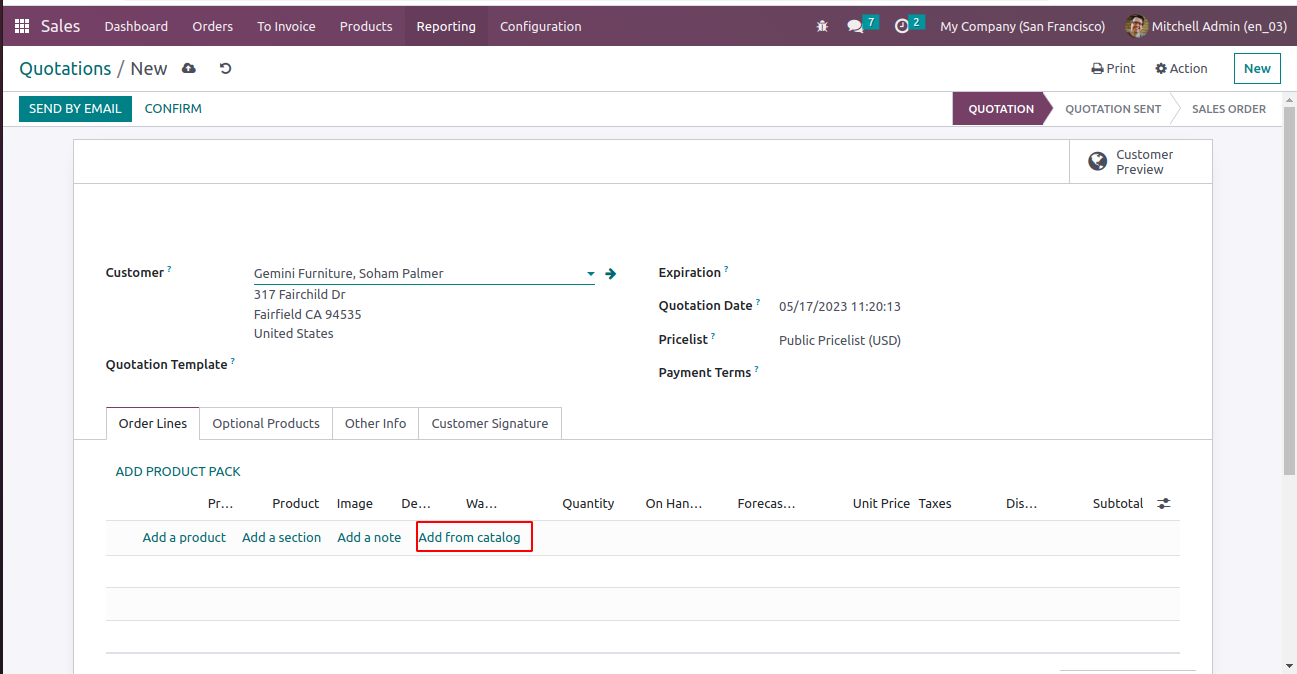 Sales Dashboard Orders To Invoice Products Reporting Configuration 7 2 My Company (San Francisco) Mitchell Admin (en_03)
Quotations / New Print Action New
SEND BY EMAIL CONFIRM QUOTATION QUOTATION SENT SALES ORDER
Customer
Preview
Customer ? Gemini Furniture, Soham Palmer
317 Fairchild Dr
Fairfield CA 94535
United States
Quotation Template ?
Expiration ?
Quotation Date ? 05/17/2023 11:20:13
Pricelist ? Public Pricelist (USD)
Payment Terms ?
Order Lines Optional Products Other Info Customer Signature
ADD PRODUCT PACK
Pr... Product Image De... Wa... Quantity On Han... Forecas... Unit Price Taxes Dis... Subtotal
Add a product Add a section Add a note Add from catalog